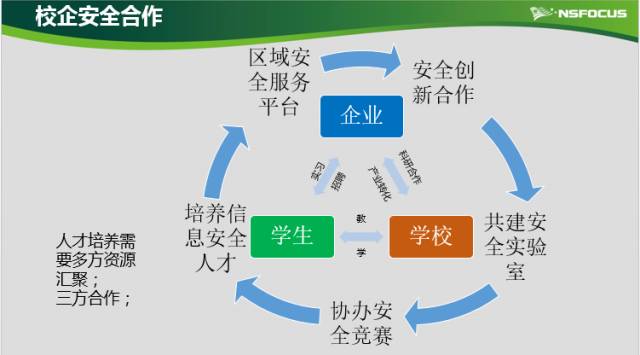 校企安全合作
NSFOCUS
区域安
全服务
平台
安全创
新合作
企业
实习
招聘
科研合作
产业转化
培养信
息安全
人才
学生
教
学
学校
共建安
全实验
室
人才培养需
要多方资源
汇聚；
三方合作；
协办安
全竞赛